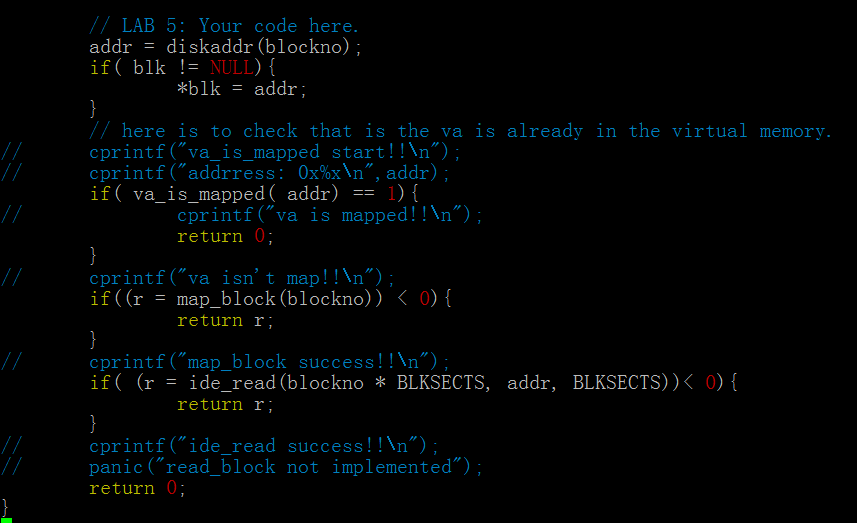 // LAB 5: Your code here.
        addr = diskaddr(blockno);
        if( blk != NULL){
                *blk = addr;
        }
        // here is to check that is the va is already in the virtual memory.
//      cprintf("va_is_mapped start!!\n");
//      cprintf("addrress: 0x%x\n",addr);
        if( va_is_mapped( addr) == 1){
//              cprintf("va is mapped!!\n");
                return 0;
        }
//      cprintf("va isn't map!!\n");
        if((r = map_block(blockno)) < 0){
                return r;
        }
//      cprintf("map_block success!!\n");
        if( (r = ide_read(blockno * BLKSECTS, addr, BLKSECTS))< 0){
                return r;
        }
//      cprintf("ide_read success!!\n");
//      panic("read_block not implemented");
        return 0;
}